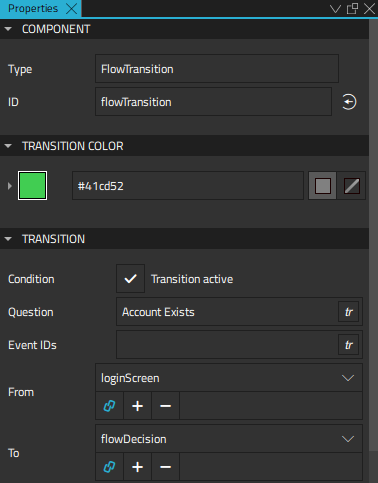 Properties
COMPONENT
Type FlowTransition
ID flowTransition
TRANSITION COLOR
#41cd52
TRANSITION
Condition Transition active
Question Account Exists tr
Event IDs tr
From loginScreen
To flowDecision